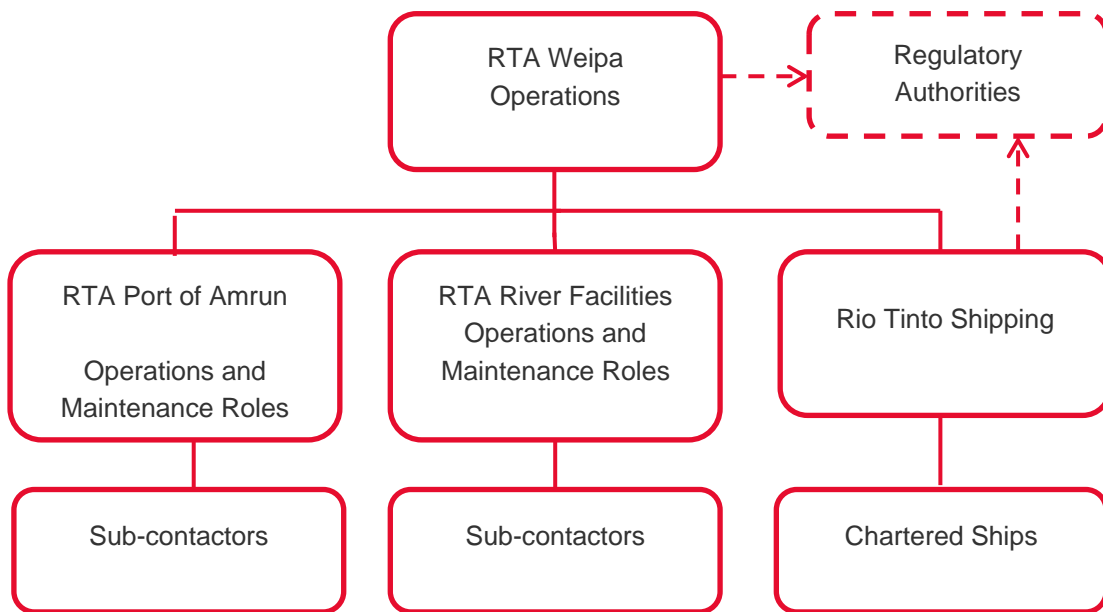 RTA Weipa
Operations
Regulatory
Authorities
RTA Port of Amrun
Operations and
Maintenance Roles
RTA River Facilities
Operations and
Maintenance Roles
Rio Tinto Shipping
Sub-contactors
Sub-contactors
Chartered Ships